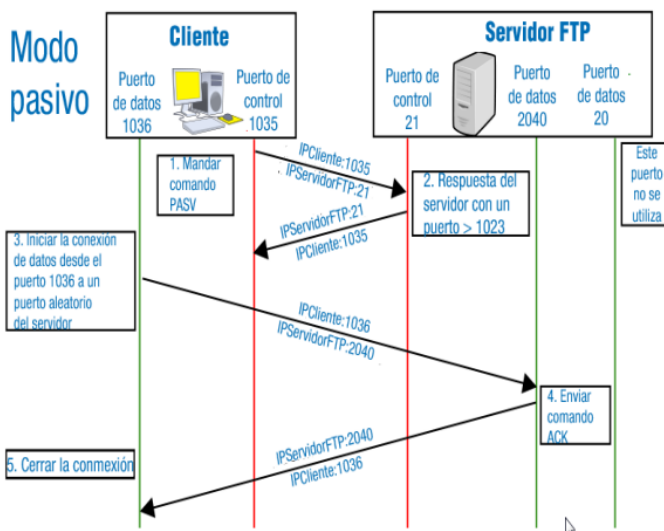 Modo
pasivo
Cliente
Puerto
de datos
1036
Puerto de
control
1035
Servidor FTP
Puerto de
control
21
Puerto
de datos
2040
Puerto
de datos
20
1. Mandar
comando
PASV
IPCliente:1035
IPServidorFTP:21
2. Respuesta del
servidor con un
puerto > 1023
Este
puerto
no se
utiliza
IPServidorFTP:21
IPCliente:1035
3. Iniciar la conexión
de datos desde el
puerto 1036 a un
puerto aleatorio
del servidor
IPCliente:1036
IPServidorFTP:2040
4. Enviar
comando
ACK
IPServidorFTP:2040
IPCliente:1036
5. Cerrar la conmexión